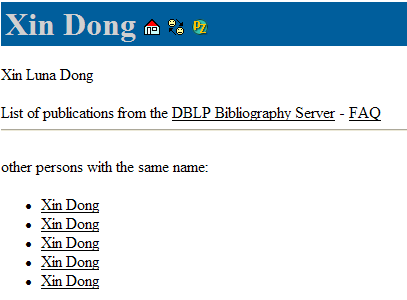 Xin Dong
Xin Luna Dong
List of publications from the DBLP Bibliography Server - FAQ
other persons with the same name:
• Xin Dong
• Xin Dong
• Xin Dong
• Xin Dong
• Xin Dong